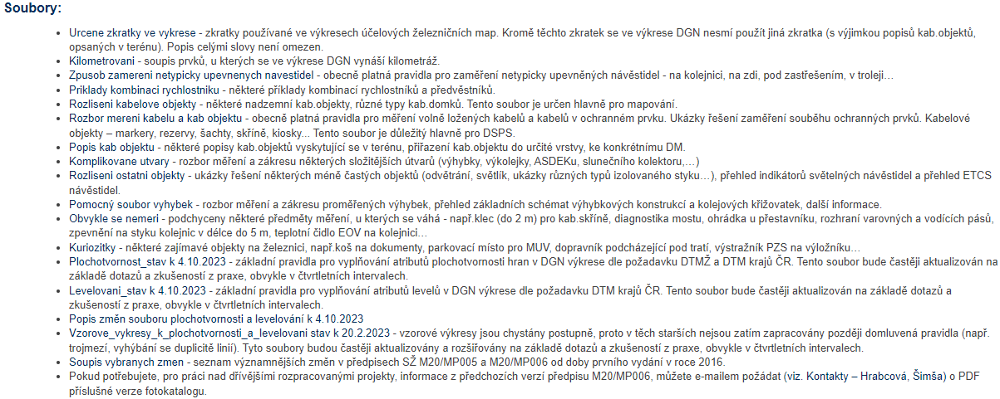 Soubory:
• Urcene zkratky ve vykrese - zkratky používané ve výkresech účelových železničních map. Kromě těchto zkratek se ve výkrese DGN nesmí použít jiná zkratka (s výjimkou popisů kab.objektů,
opsaných v terénu). Popis celými slovy není omezen.
• Kilometrovani - soupis prvků, u kterých se ve výkrese DGN vynáší kilometráž.
• Zpusob zamereni netypicky upevnenych navestidel - obecně platná pravidla pro zaměření netypicky upevněných návěstidel - na kolejnici, na zdi, pod zastřešením, v troleji…
• Priklady kombinaci rychlostniku - některé příklady kombinací rychlostníků a předvěstníků.
• Rozliseni kabelove objekty - některé nadzemní kab.objekty, různé typy kab.domků. Tento soubor je určen hlavně pro mapování.
• Rozbor mereni kabelu a kab objektu - obecně platná pravidla pro měření volně ložených kabelů a kabelů v ochranném prvku. Ukázky řešení zaměření souběhu ochranných prvků. Kabelové
objekty – markery, rezervy, šachty, skříně, kiosky... Tento soubor je důležitý hlavně pro DSPS.
• Popis kab objektu - některé popisy kab.objektů vyskytující se v terénu, přiřazení kab.objektu do určité vrstvy, ke konkrétnímu DM.
• Komplikovane utvary - rozbor měření a zákresu některých složitějších útvarů (výhybky, výkolejky, ASDEKu, slunečního kolektoru,…)
• Rozliseni ostatni objekty - ukázky řešení některých méně častých objektů (odvětrání, světlík, ukázky různých typů izolovaného styku…), přehled indikátorů světelných návěstidel a přehled ETCS
návěstidel.
• Pomocný soubor vyhybek - rozbor měření a zákresu proměřených výhybek, přehled základních schémat výhybkových konstrukcí a kolejových křižovatek, další informace.
• Obvykle se nemeri - podchyceny některé předměty měření, u kterých se váhá - např.klec (do 2 m) pro kab.skříně, diagnostika mostu, ohrádka u přestavníku, rozhraní varovných a vodících pásů,
zpevnění na styku kolejnic v délce do 5 m, teplotní čidlo EOV na kolejnici…
• Kuriozitky - některé zajímavé objekty na železnici, např.koš na dokumenty, parkovací místo pro MUV, dopravník podcházející pod tratí, výstražník PZS na výložníku…
• Plochotvornost_stav k 4.10.2023 - základní pravidla pro vyplňování atributů plochotvornosti hran v DGN výkrese dle požadavku DTMŽ a DTM krajů ČR. Tento soubor bude častěji aktualizován na
základě dotazů a zkušeností z praxe, obvykle v čtvrtletních intervalech.
• Levelovani_stav k 4.10.2023 - základní pravidla pro vyplňování atributů levelů v DGN výkrese dle požadavku DTM krajů ČR. Tento soubor bude častěji aktualizován na základě dotazů a
zkušeností z praxe, obvykle v čtvrtletních intervalech.
• Popis změn souboru plochotvornosti a levelování k 4.10.2023
• Vzorove_vykresy_k_plochotvornosti_a_levelovani stav k 20.2.2023 - vzorové výkresy jsou chystány postupně, proto v těch starších nejsou zatím zapracovány později domluvená pravidla (např.
trojmezí, vyhýbání se duplicitě linií). Tyto soubory budou častěji aktualizovány a rozšiřovány na základě dotazů a zkušeností z praxe, obvykle v čtvrtletních intervalech.
• Soupis vybranych zmen - seznam významnějších změn v předpisech SŽ M20/MP005 a M20/MP006 od doby prvního vydání v roce 2016.
• Pokud potřebujete, pro práci nad dřívějšími rozpracovanými projekty, informace z předchozích verzí předpisu M20/MP006, můžete e-mailem požádat (viz. Kontakty – Hrabcová, Šimša) o PDF
příslušné verze fotokatalogu.